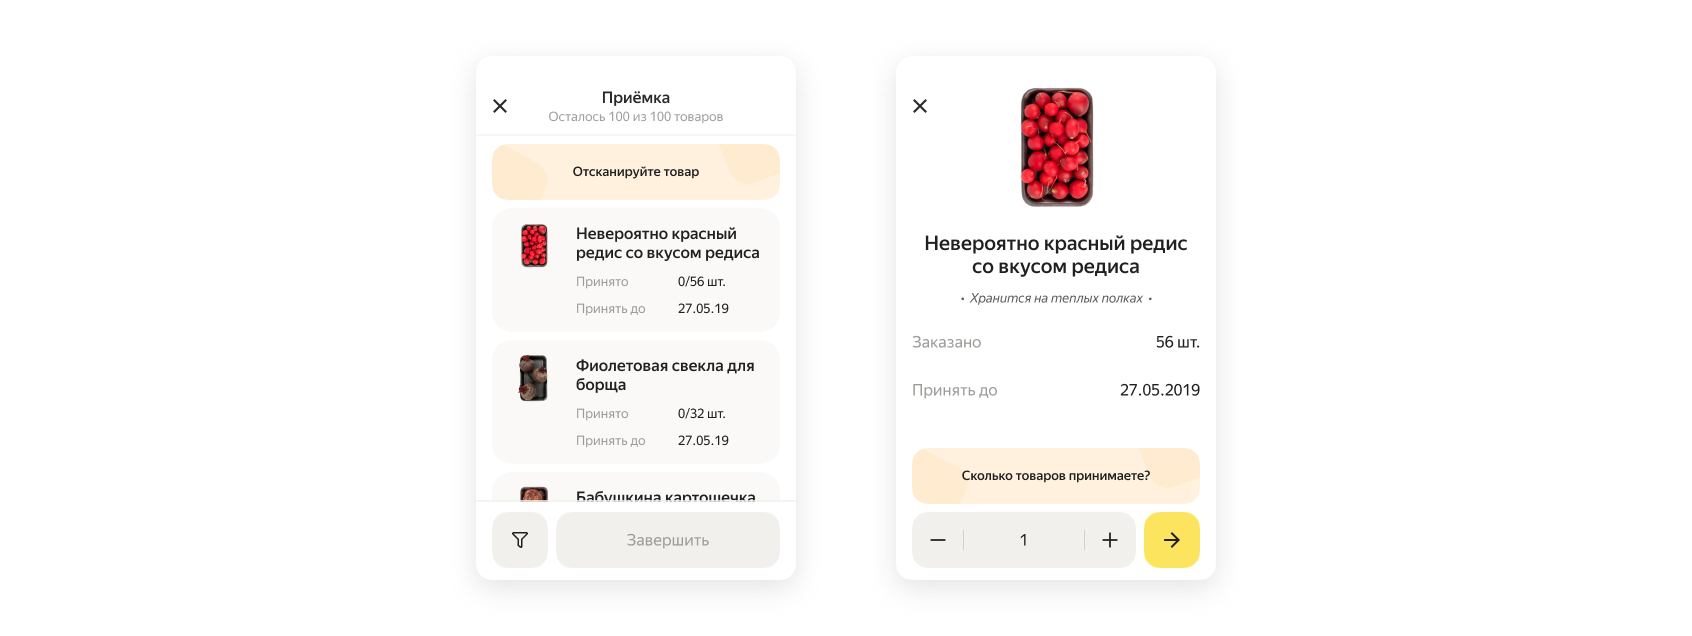 Приёмка
Осталось 100 из 100 товаров
Отсканируйте товар
Невероятно красный
редис со вкусом редиса
Принято 0/56 шт.
Принять до 27.05.19
Фиолетовая свекла для
борща
Принято 0/32 шт.
Принять до 27.05.19
Бабушкина картошечка
Завершить
Невероятно красный редис
со вкусом редиса
• Хранится на теплых полках •
Заказано 56 шт.
Принять до 27.05.2019
Сколько товаров принимаете?
1